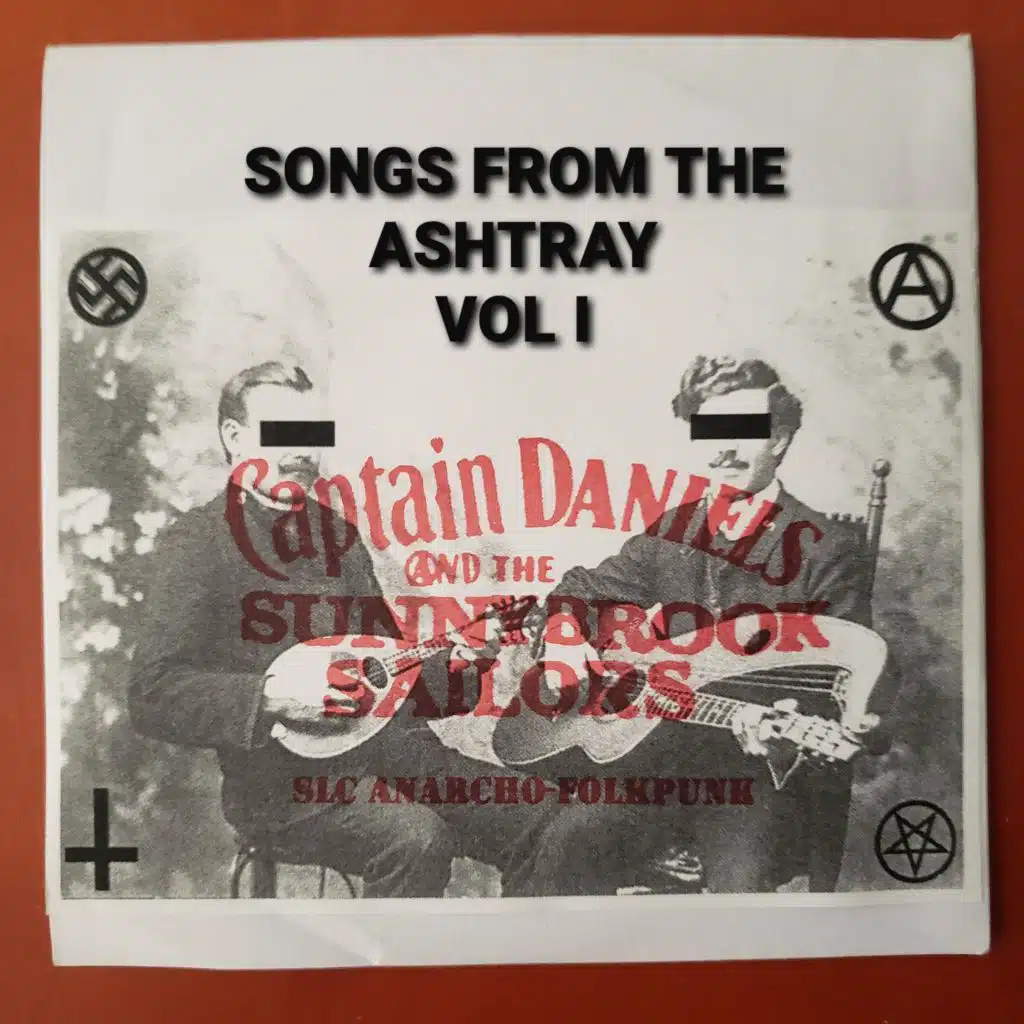 SONGS FROM THE
ASHTRAY
VOL I
Captain DANIELS
AND THE
SUNNYBROOK
SAILORS
SLC ANARCHO-FOLKPUNK